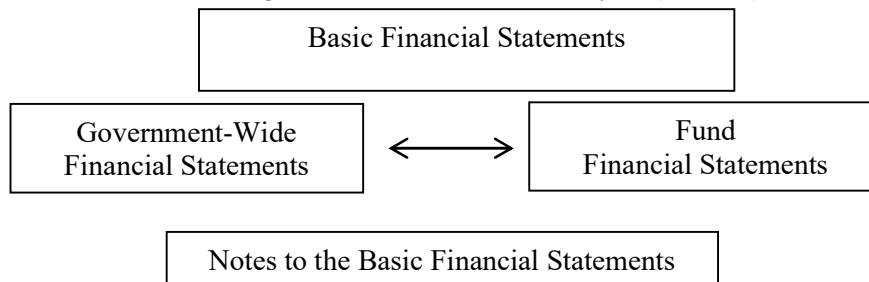 Basic Financial Statements
Government-Wide
Financial Statements
Fund
Financial Statements
Notes to the Basic Financial Statements